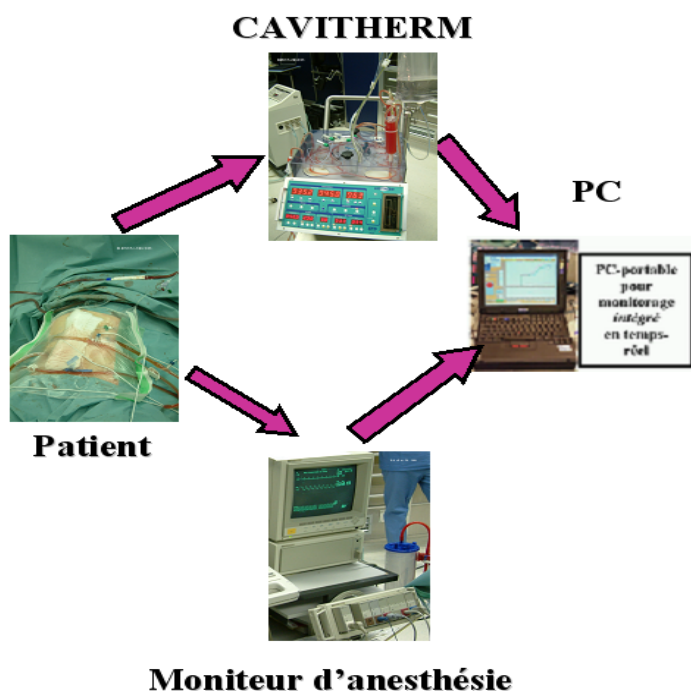 CAVITHERM
PC
PC-portable
pour
monitorage
intégré
en temps-
réel
Patient
Moniteur d'anesthésie